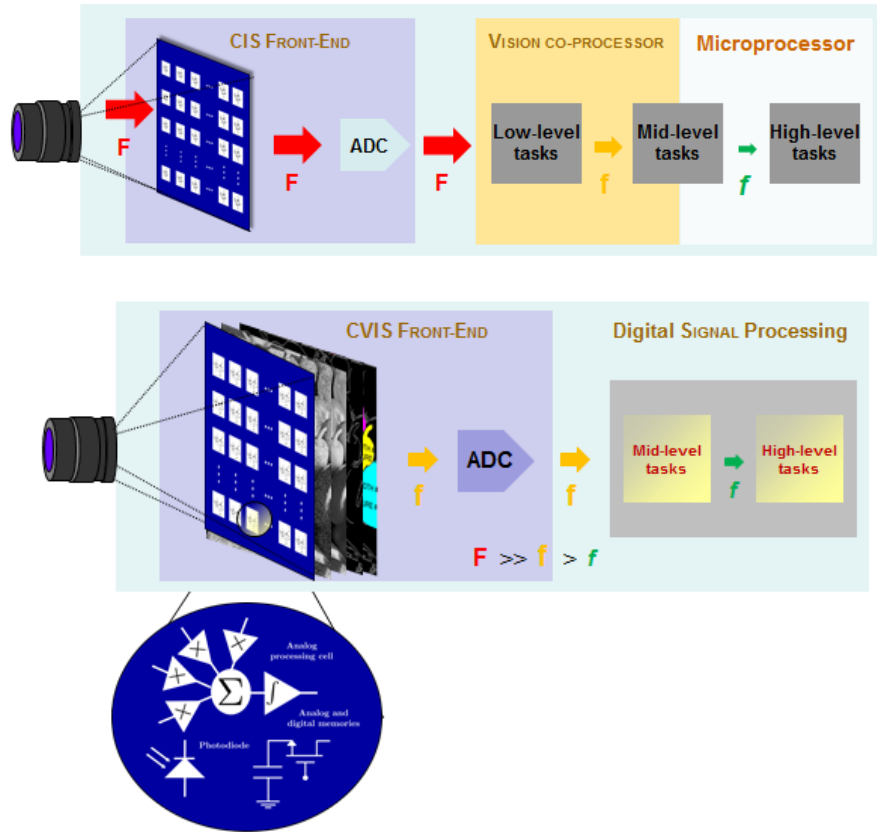 CIS FRONT-END
VISION CO-PROCESSOR
Microprocessor
F
F
ADC
F
Low-level
tasks
f
Mid-level
tasks
f
High-level
tasks
CVIS FRONT-END
Digital SIGNAL Processing
f
ADC
f
Mid-level
tasks
f
High-level
tasks
F >> f > f
Analog
processing cell
× × × ×
Σ
∫
Analog and
digital memories
Photodiode